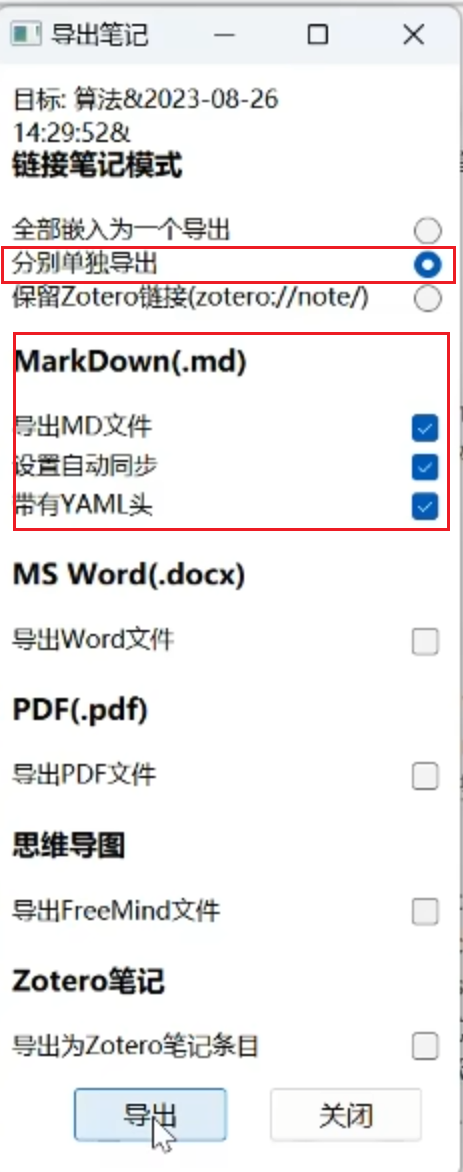 导出笔记
目标: 算法&2023-08-26
14:29:52&
链接笔记模式
全部嵌入为一个导出
分别单独导出
保留Zotero链接(zotero://note/)
MarkDown(.md)
导出MD文件
设置自动同步
带有YAML头
MS Word(.docx)
导出Word文件
PDF(.pdf)
导出PDF文件
思维导图
导出FreeMind文件
Zotero笔记
导出为Zotero笔记条目
导出 关闭